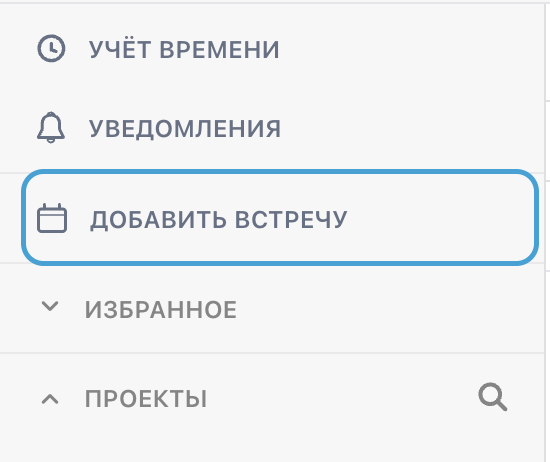 УЧЁТ ВРЕМЕНИ
УВЕДОМЛЕНИЯ
ДОБАВИТЬ ВСТРЕЧУ
ИЗБРАННОЕ
ПРОЕКТЫ